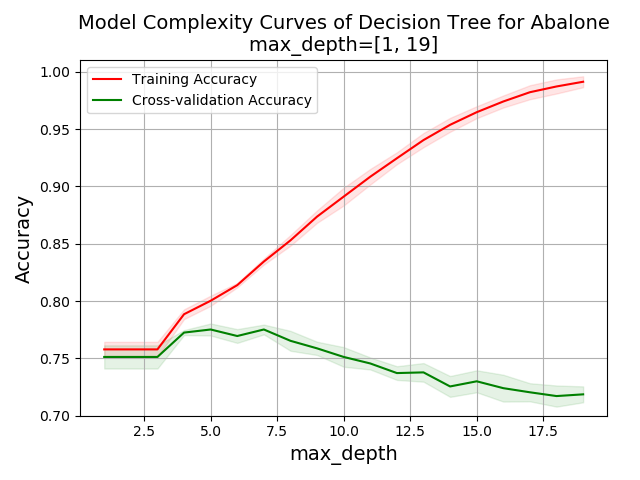 Model Complexity Curves of Decision Tree for Abalone
max_depth=[1, 19]
Training Accuracy
Cross-validation Accuracy
Accuracy
1.00
0.95
0.90
0.85
0.80
0.75
0.70
2.5 5.0 7.5 10.0 12.5 15.0 17.5
max_depth